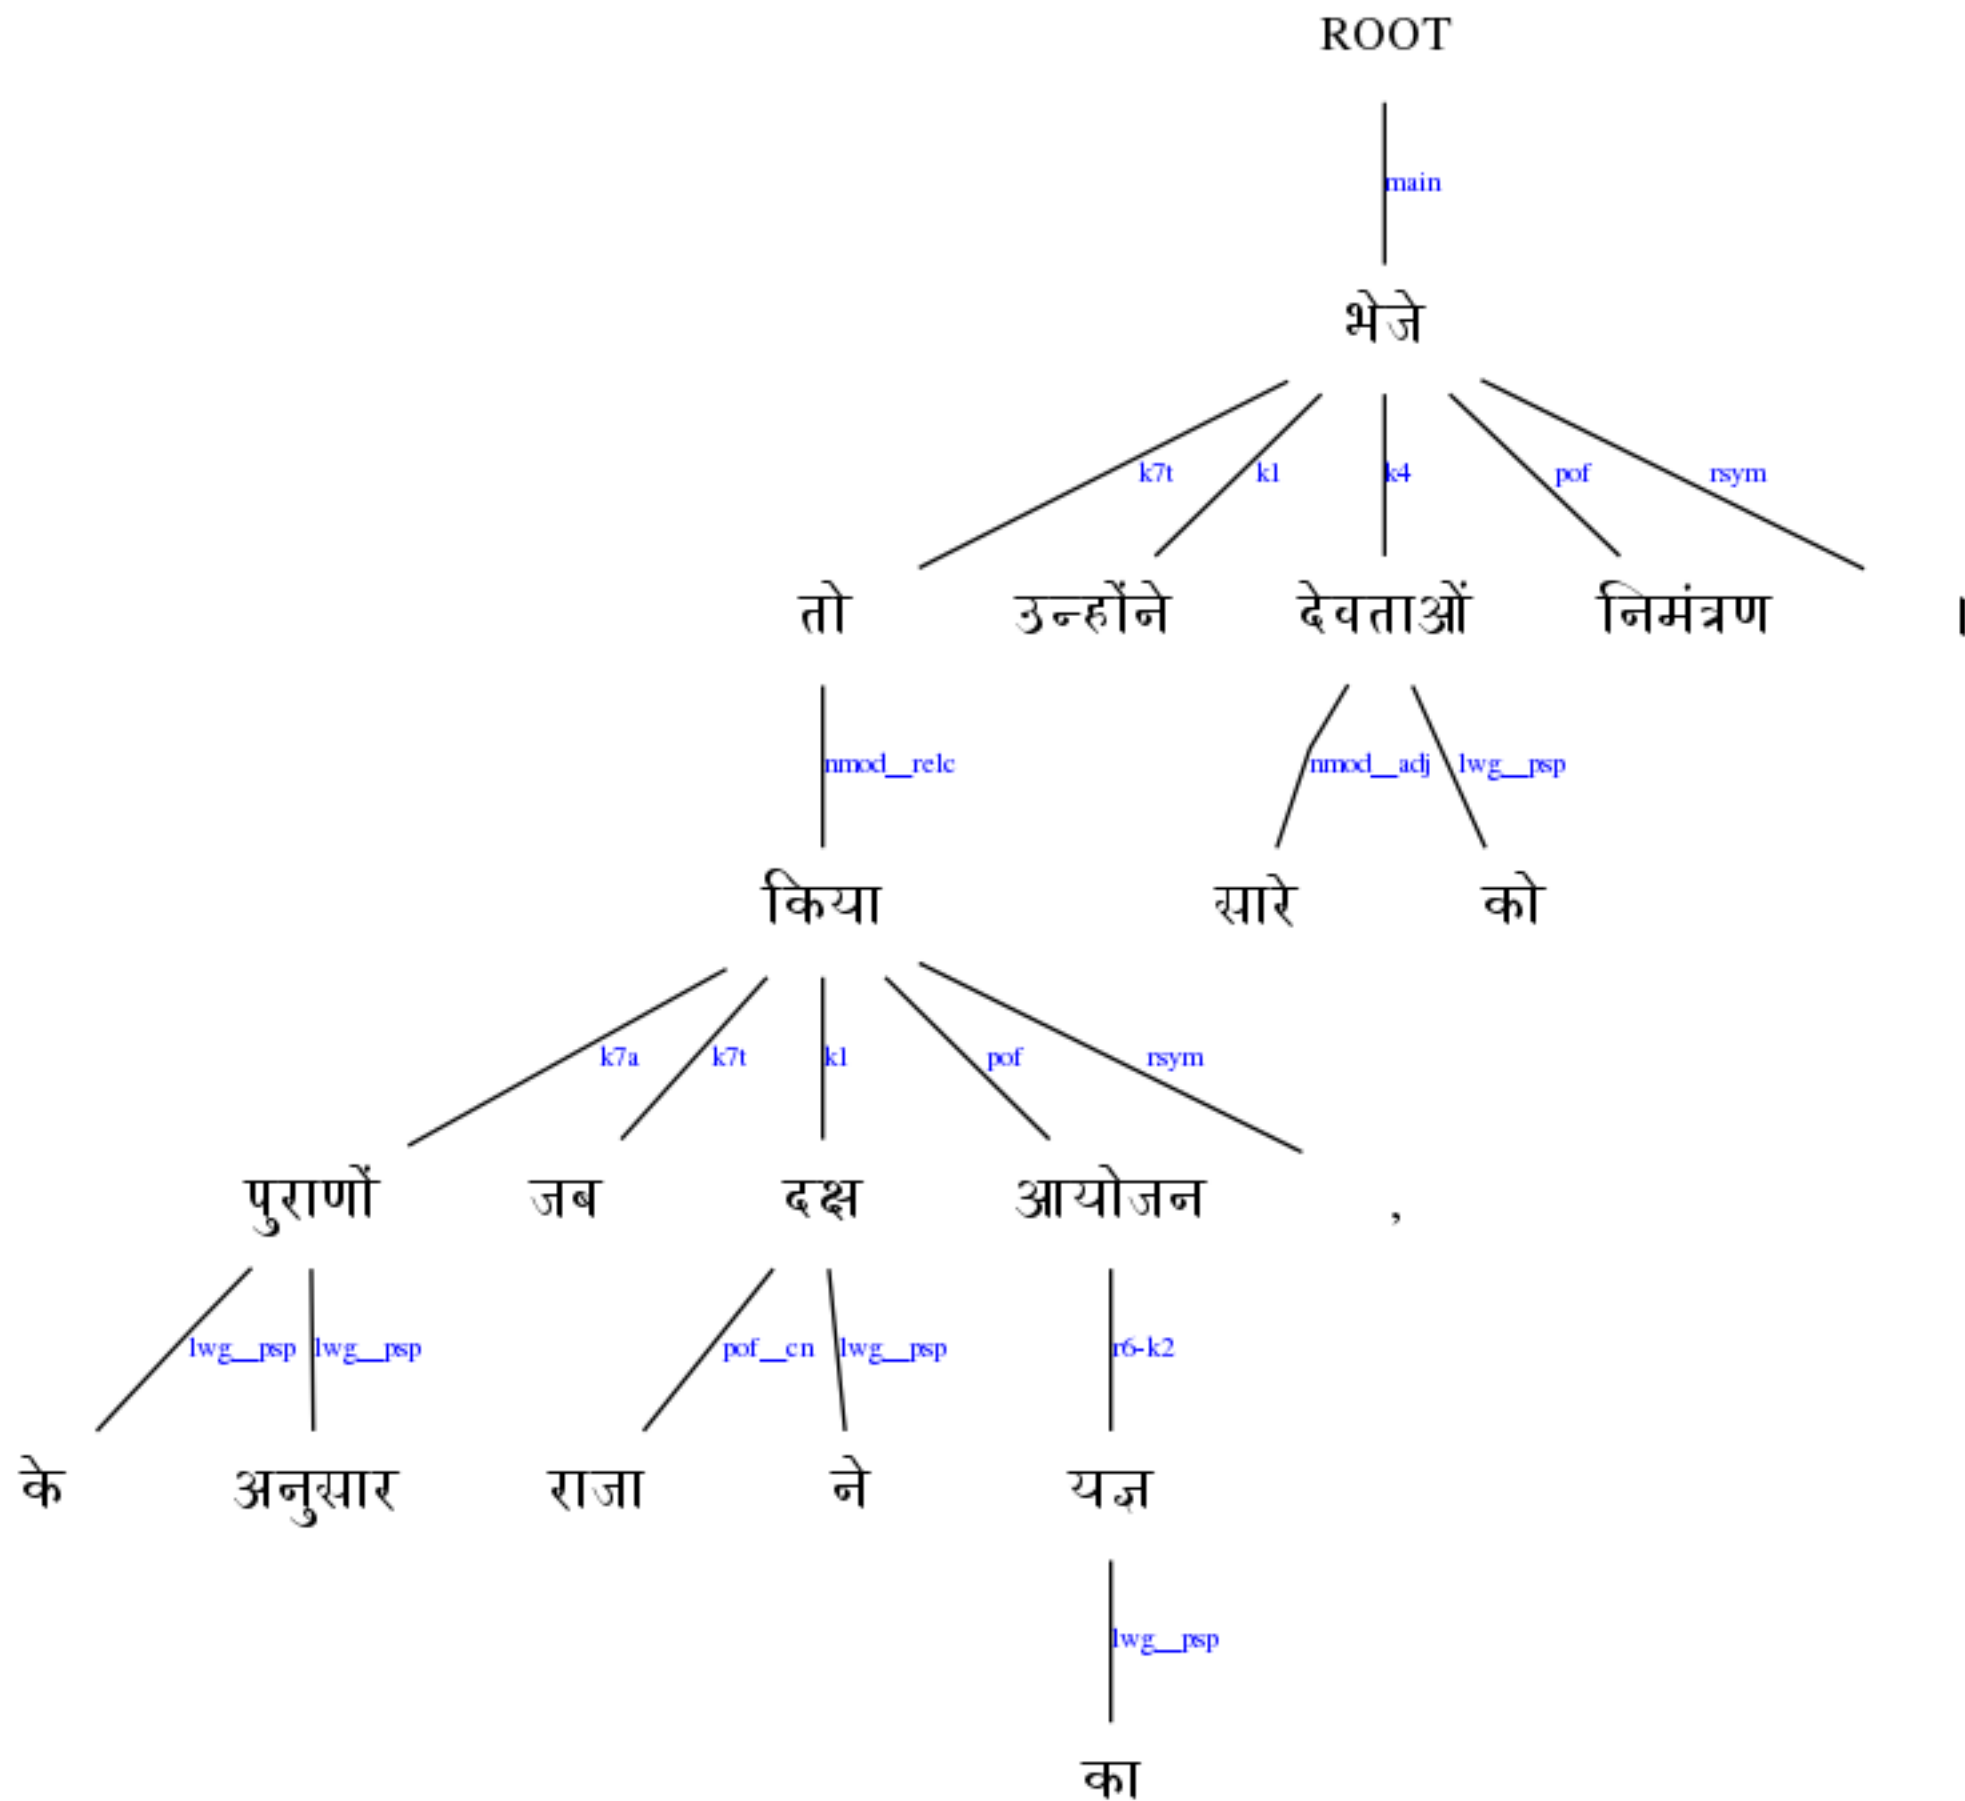 ROOT
main
भेजे
k7t k1 k4 pof rsym
तो उन्होंने देवताओं निमंत्रण ।
nmod__relc nmod__adj lwg__psp
किया सारे को
k7a k7t k1 pof rsym
पुराणों जब दक्ष आयोजन ,
lwg__psp lwg__psp pof__cn lwg__psp r6-k2
के अनुसार राजा ने यज्ञ
lwg__psp
का